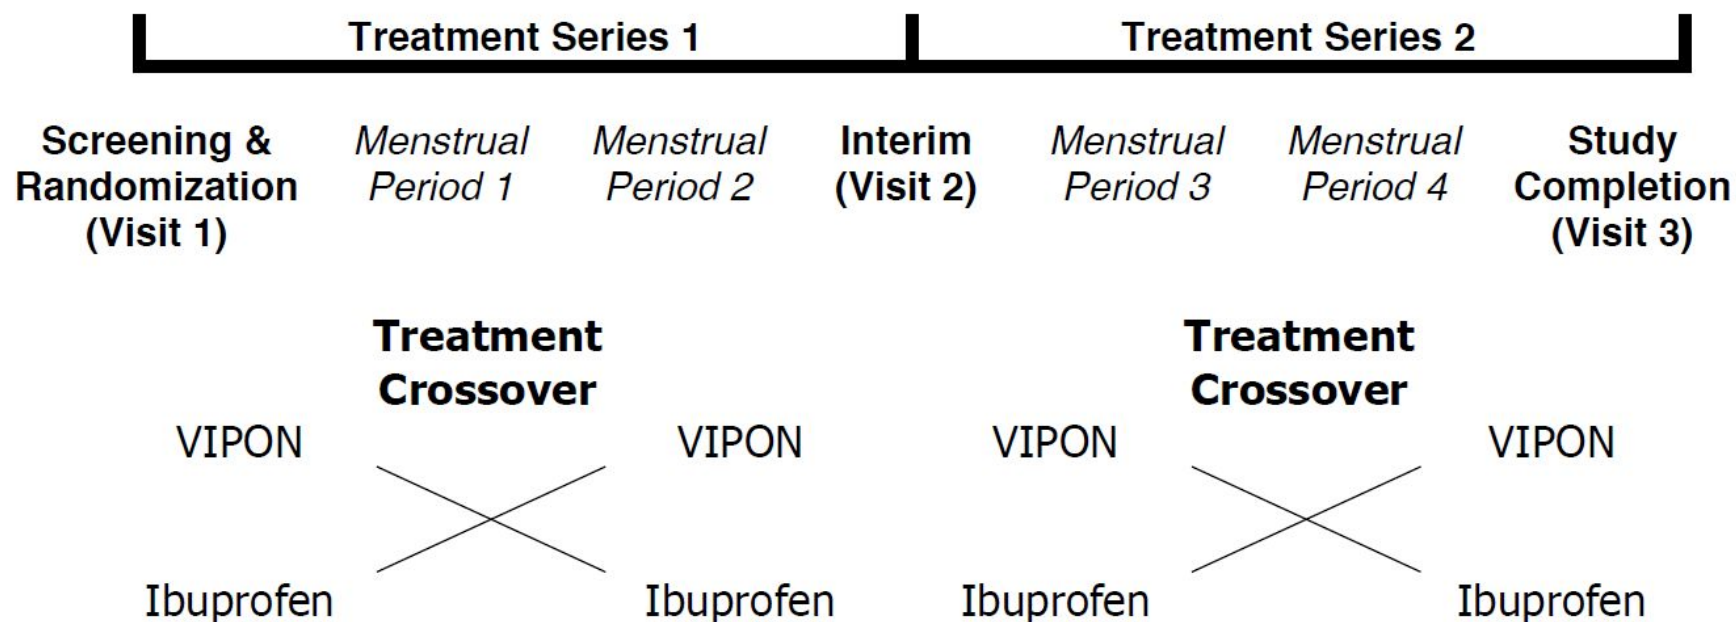 Treatment Series 1
Treatment Series 2
Screening &
Randomization
(Visit 1)
Menstrual
Period 1
Menstrual
Period 2
Interim
(Visit 2)
Menstrual
Period 3
Menstrual
Period 4
Study
Completion
(Visit 3)
Treatment
Crossover
Treatment
Crossover
VIPON
VIPON
VIPON
VIPON
Ibuprofen
Ibuprofen
Ibuprofen
Ibuprofen